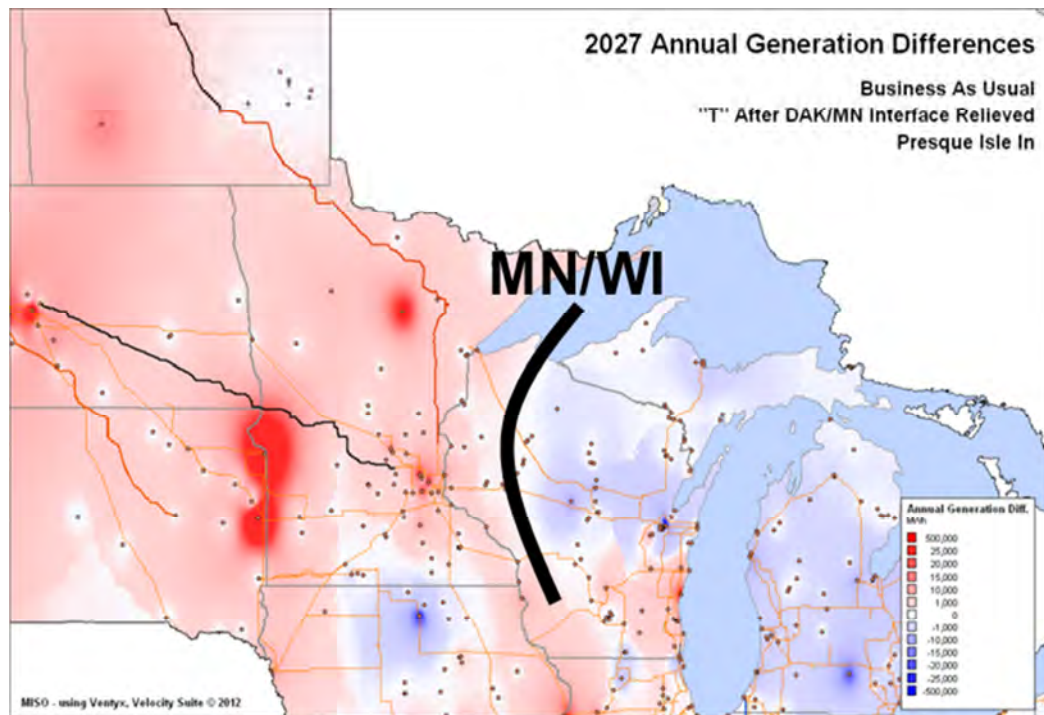 2027 Annual Generation Differences
Business As Usual
"T" After DAK/MN Interface Relieved
Presque Isle In
MN/WI
Annual Generation Diff.
MWh
500,000
25,000
20,000
15,000
10,000
1,000
0
-1,000
-10,000
-15,000
-20,000
-25,000
-500,000
MISO - using Ventyx, Velocity Suite © 2012